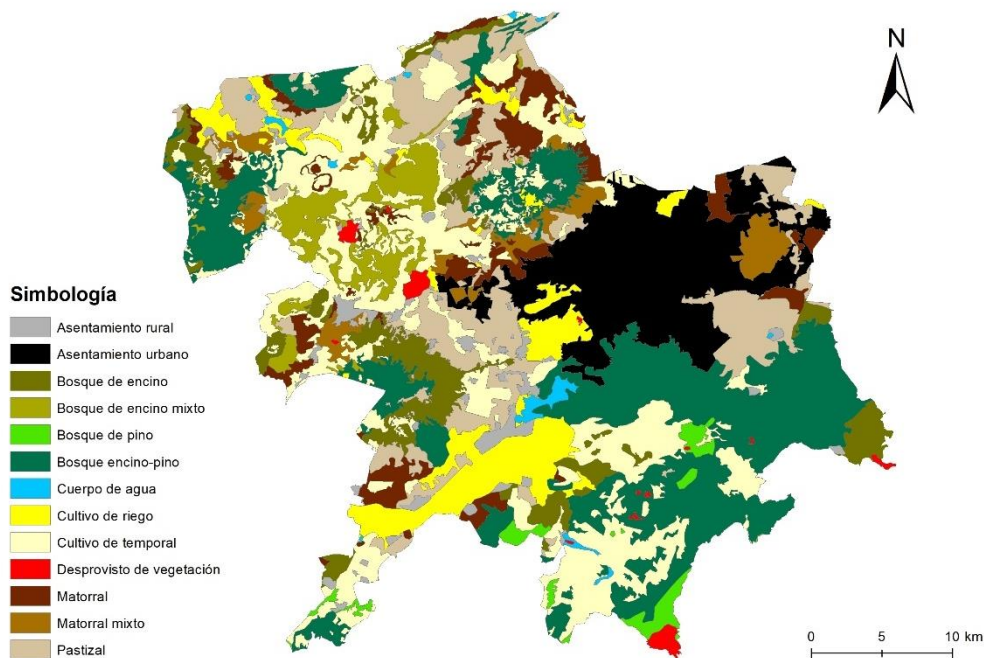 N
Simbología
Asentamiento rural
Asentamiento urbano
Bosque de encino
Bosque de encino mixto
Bosque de pino
Bosque encino-pino
Cuerpo de agua
Cultivo de riego
Cultivo de temporal
Desprovisto de vegetación
Matorral
Matorral mixto
Pastizal
0 5 10 km